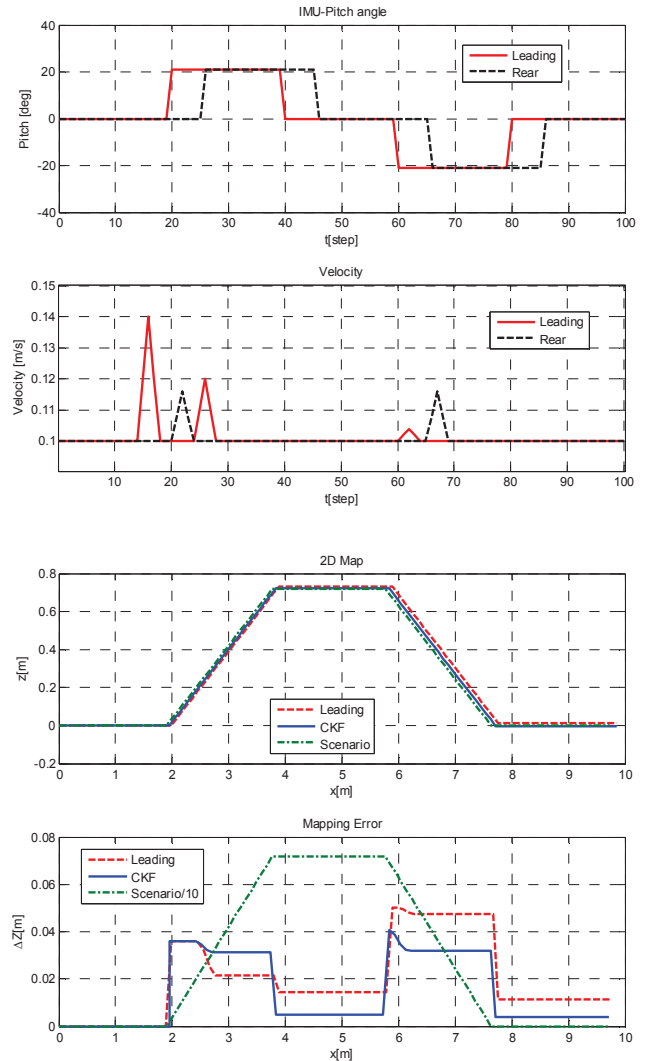 IMU-Pitch angle
40
20
0
-20
-40
Pitch [deg]
Leading
Rear
0 10 20 30 40 50 60 70 80 90 100
t[step]
Velocity
0.15
0.14
0.13
0.12
0.11
0.1
Velocity [m/s]
Leading
Rear
10 20 30 40 50 60 70 80 90 100
t[step]
2D Map
0.8
0.6
0.4
0.2
0
-0.2
z[m]
Leading
CKF
Scenario
0 1 2 3 4 5 6 7 8 9 10
x[m]
Mapping Error
0.08
0.06
0.04
0.02
0
ΔZ[m]
Leading
CKF
Scenario/10
0 1 2 3 4 5 6 7 8 9 10
x[m]